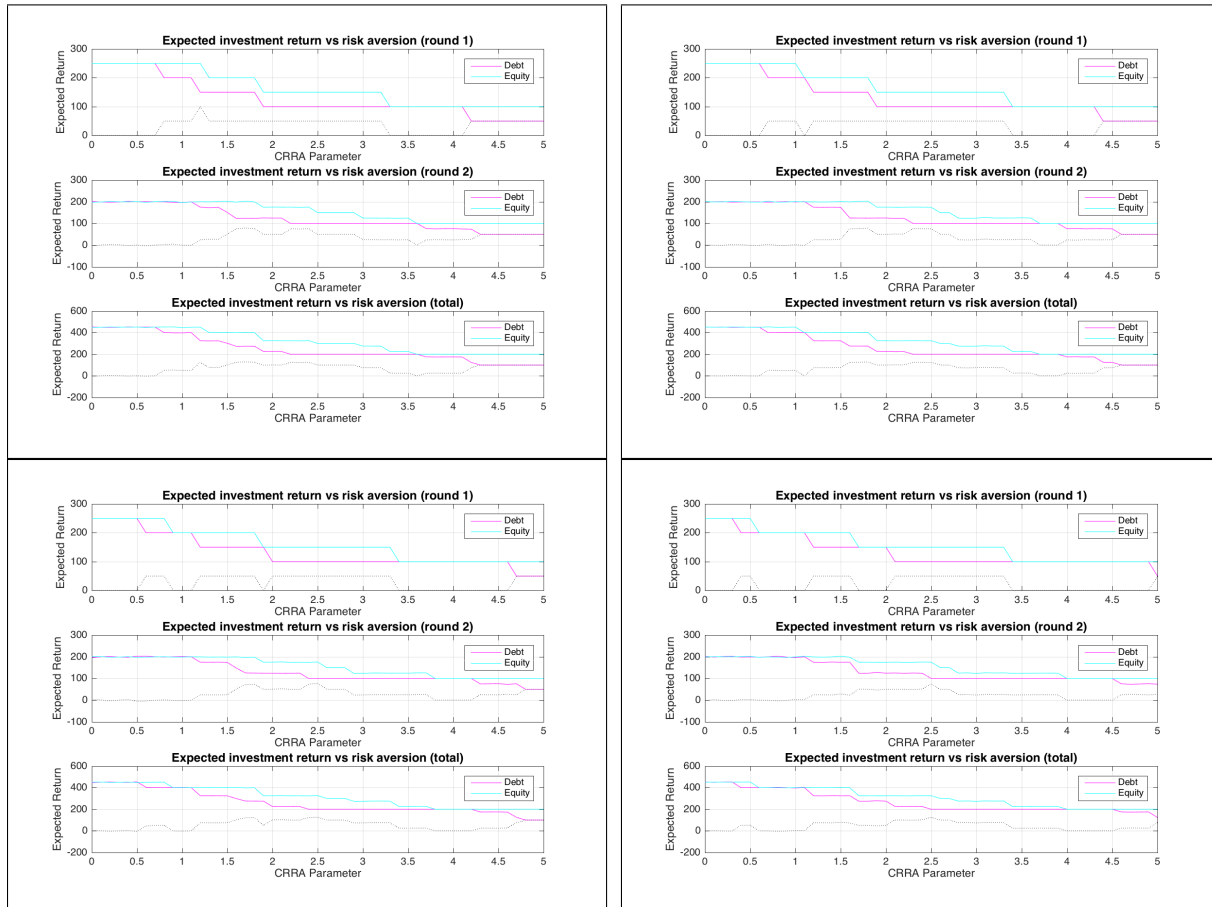 Expected investment return vs risk aversion (round 1)
Expected Return
300
200
100
0
Debt
Equity
0 0.5 1 1.5 2 2.5 3 3.5 4 4.5 5
CRRA Parameter
Expected investment return vs risk aversion (round 2)
Expected Return
300
200
100
0
-100
Debt
Equity
0 0.5 1 1.5 2 2.5 3 3.5 4 4.5 5
CRRA Parameter
Expected investment return vs risk aversion (total)
Expected Return
600
400
200
0
-200
Debt
Equity
0 0.5 1 1.5 2 2.5 3 3.5 4 4.5 5
CRRA Parameter
Expected investment return vs risk aversion (round 1)
Expected Return
300
200
100
0
Debt
Equity
0 0.5 1 1.5 2 2.5 3 3.5 4 4.5 5
CRRA Parameter
Expected investment return vs risk aversion (round 2)
Expected Return
300
200
100
0
-100
Debt
Equity
0 0.5 1 1.5 2 2.5 3 3.5 4 4.5 5
CRRA Parameter
Expected investment return vs risk aversion (total)
Expected Return
600
400
200
0
-200
Debt
Equity
0 0.5 1 1.5 2 2.5 3 3.5 4 4.5 5
CRRA Parameter
Expected investment return vs risk aversion (round 1)
Expected Return
300
200
100
0
Debt
Equity
0 0.5 1 1.5 2 2.5 3 3.5 4 4.5 5
CRRA Parameter
Expected investment return vs risk aversion (round 2)
Expected Return
300
200
100
0
-100
Debt
Equity
0 0.5 1 1.5 2 2.5 3 3.5 4 4.5 5
CRRA Parameter
Expected investment return vs risk aversion (total)
Expected Return
600
400
200
0
-200
Debt
Equity
0 0.5 1 1.5 2 2.5 3 3.5 4 4.5 5
CRRA Parameter
Expected investment return vs risk aversion (round 1)
Expected Return
300
200
100
0
Debt
Equity
0 0.5 1 1.5 2 2.5 3 3.5 4 4.5 5
CRRA Parameter
Expected investment return vs risk aversion (round 2)
Expected Return
300
200
100
0
-100
Debt
Equity
0 0.5 1 1.5 2 2.5 3 3.5 4 4.5 5
CRRA Parameter
Expected investment return vs risk aversion (total)
Expected Return
600
400
200
0
-200
Debt
Equity
0 0.5 1 1.5 2 2.5 3 3.5 4 4.5 5
CRRA Parameter